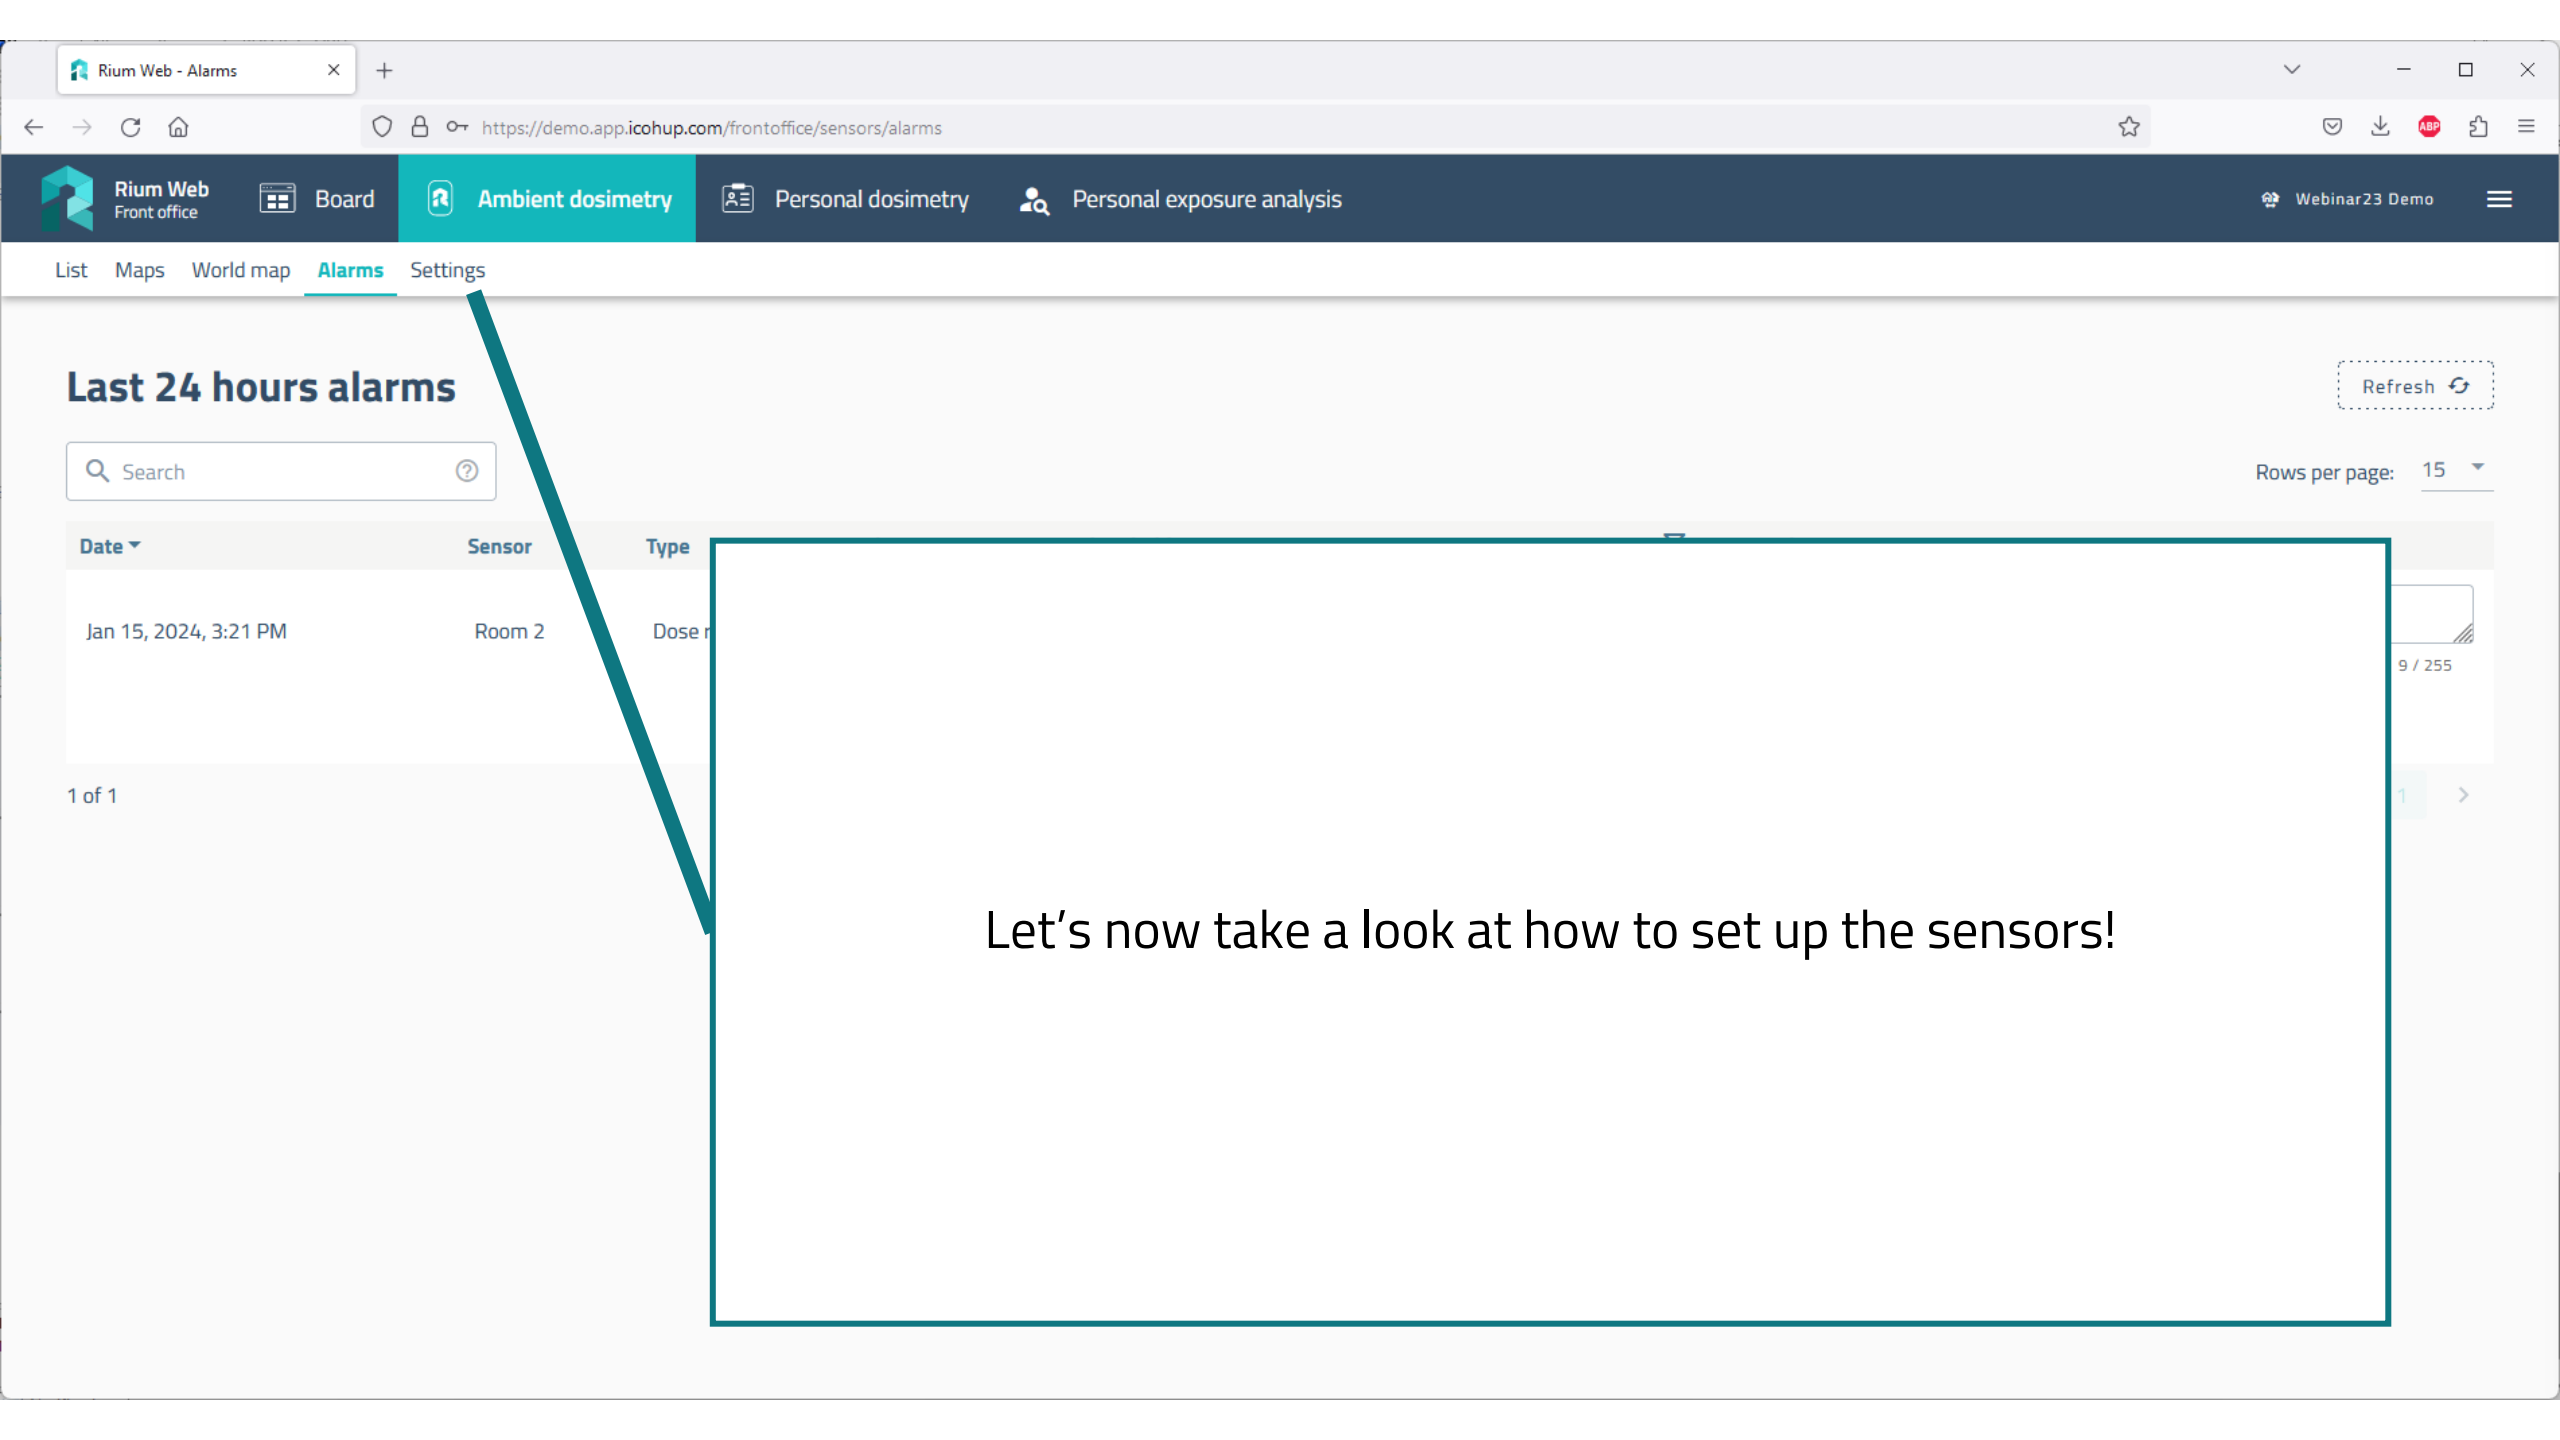 Rium Web - Alarms
https://demo.app.icohup.com/frontoffice/sensors/alarms
ABP
Rium Web
Front office
Board
Ambient dosimetry
Personal dosimetry
Personal exposure analysis
Webinar23 Demo
List Maps World map Alarms Settings
Last 24 hours alarms
Refresh
Search
Rows per page: 15
Date Sensor Type
Jan 15, 2024, 3:21 PM Room 2 Dose
9 / 255
1 of 1
1
Let's now take a look at how to set up the sensors!